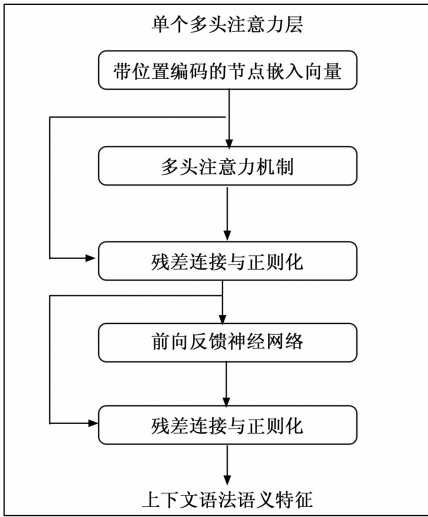 单个多头注意力层
带位置编码的节点嵌入向量
多头注意力机制
残差连接与正则化
前向反馈神经网络
残差连接与正则化
上下文语法语义特征